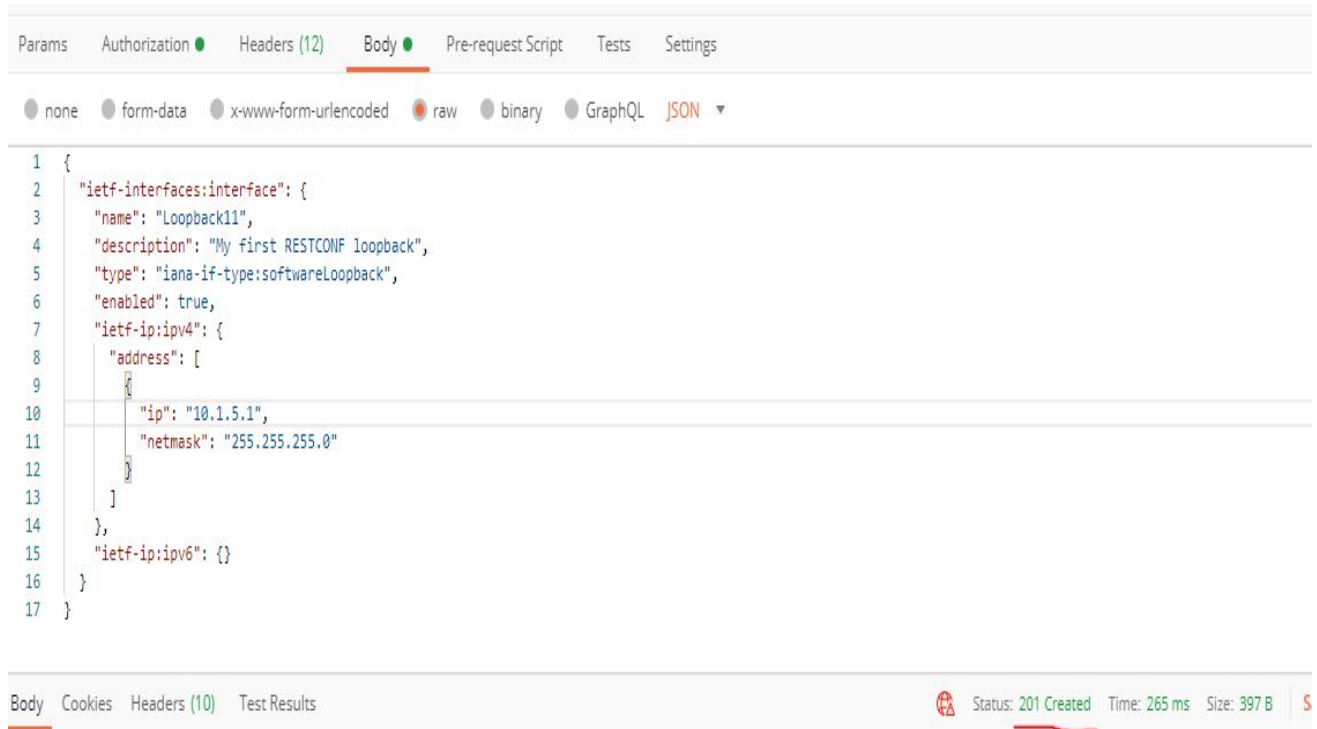 Params Authorization Headers (12) Body Pre-request Script Tests Settings
none form-data x-www-form-urlencoded raw binary GraphQL JSON
1 {
2 "ietf-interfaces:interface": {
3 "name": "Loopback11",
4 "description": "My first RESTCONF loopback",
5 "type": "iana-if-type:softwareLoopback",
6 "enabled": true,
7 "ietf-ip:ipv4": {
8 "address": [
9 {
10 "ip": "10.1.5.1",
11 "netmask": "255.255.255.0"
12 }
13 ]
14 },
15 "ietf-ip:ipv6": {}
16 }
17 }
Body Cookies Headers (10) Test Results Status: 201 Created Time: 265 ms Size: 397 B